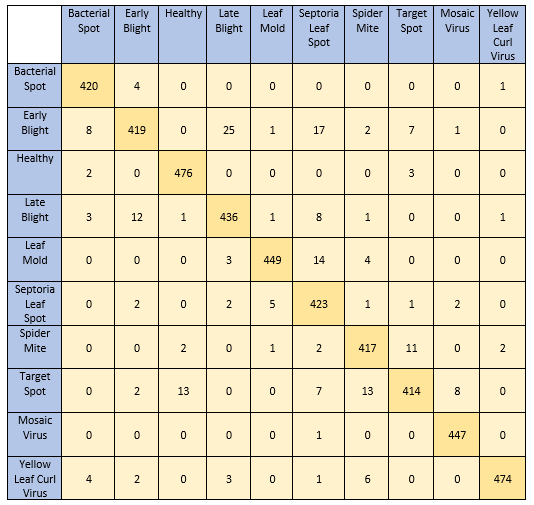 Bacterial Spot Early Blight Healthy Late Blight Leaf Mold Septoria Leaf Spot Spider Mite Target Spot Mosaic Virus Yellow Leaf Curl Virus
Bacterial Spot 420 4 0 0 0 0 0 0 0 1
Early Blight 8 419 0 25 1 17 2 7 1 0
Healthy 2 0 476 0 0 0 0 3 0 0
Late Blight 3 12 1 436 1 8 1 0 0 1
Leaf Mold 0 0 0 3 449 14 4 0 0 0
Septoria Leaf Spot 0 2 0 2 5 423 1 1 2 0
Spider Mite 0 0 2 0 1 2 417 11 0 2
Target Spot 0 2 13 0 0 7 13 414 8 0
Mosaic Virus 0 0 0 0 0 1 0 0 447 0
Yellow Leaf Curl Virus 4 2 0 3 0 1 6 0 0 474